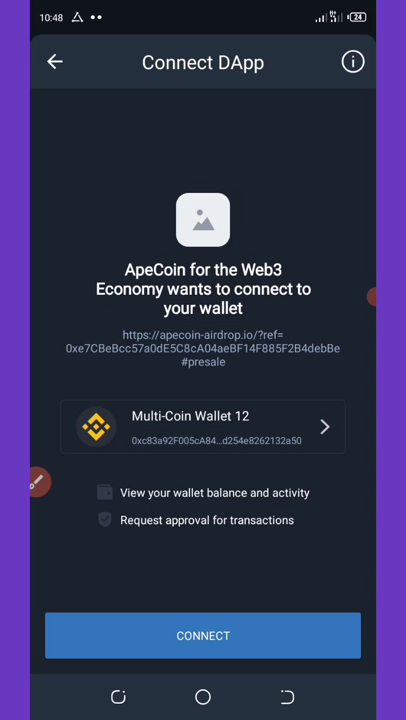 10:48
24
Connect DApp
ApeCoin for the Web3
Economy wants to connect to
your wallet
https://apecoin-airdrop.io/?ref=
0xe7CBeBcc57a0dE5C8cA04aeBF14F885F2B4debBe
#presale
Multi-Coin Wallet 12
0xc83a92F005cA84...d254e8262132a50
View your wallet balance and activity
Request approval for transactions
CONNECT